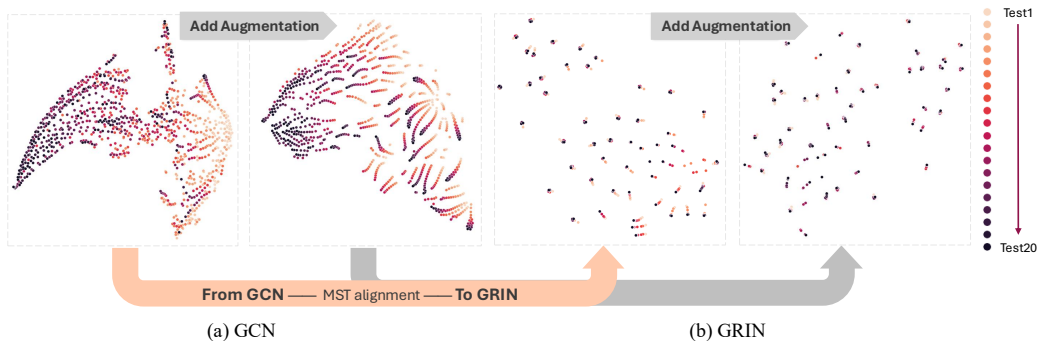 Add Augmentation
Add Augmentation
Test1
Test20
From GCN —— MST alignment —— To GRIN
(a) GCN
(b) GRIN